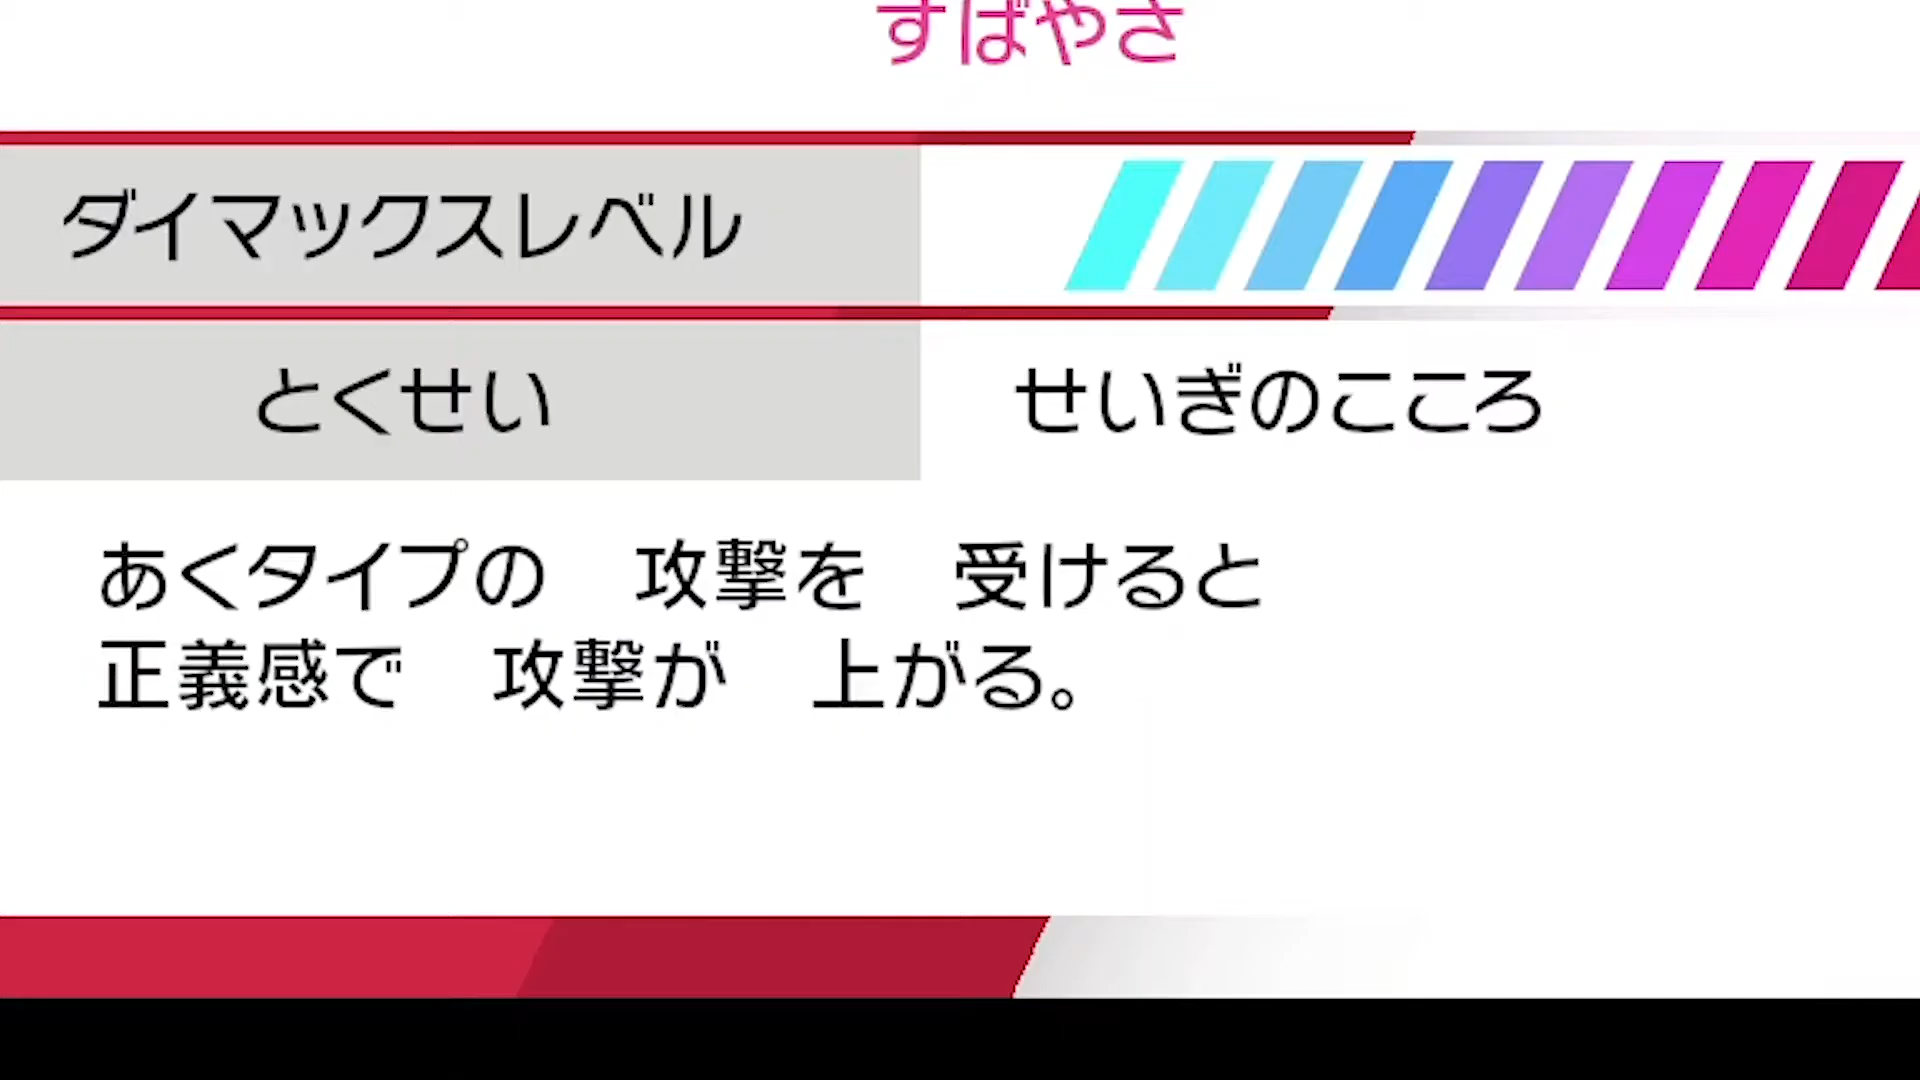 すばやさ
ダイマックスレベル
とくせい せいぎのこころ
あくタイプの 攻撃を 受けると
正義感で 攻撃が 上がる。